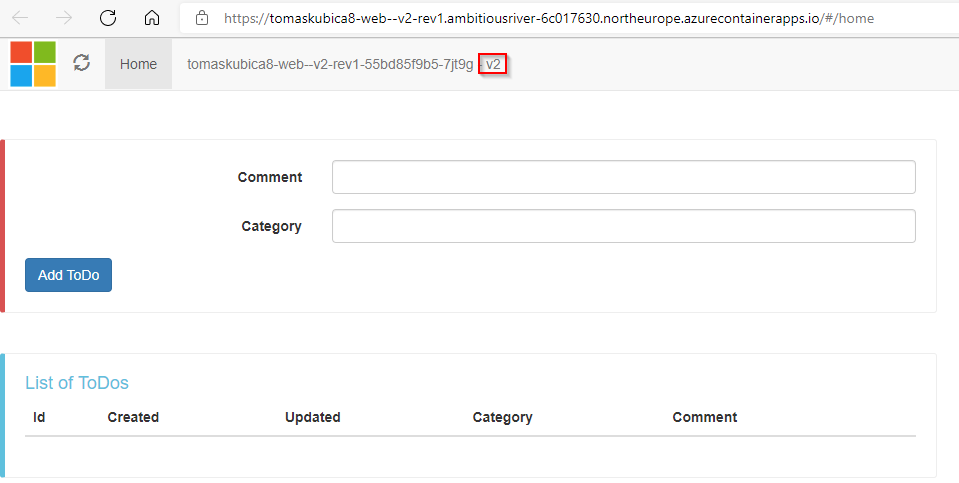 https://tomaskubica8-web--v2-rev1.ambitiousriver-6c017630.northeurope.azurecontainerapps.io/#/home
Home tomaskubica8-web--v2-rev1-55bd85f9b5-7jt9g - v2
Comment
Category
Add ToDo
List of ToDos
Id Created Updated Category Comment